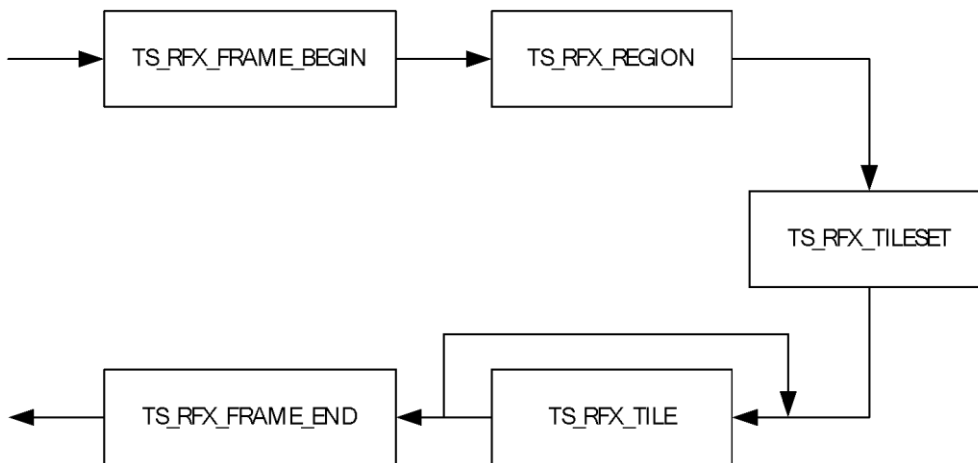 TS_RFX_FRAME_BEGIN
TS_RFX_REGION
TS_RFX_TILESET
TS_RFX_TILE
TS_RFX_FRAME_END